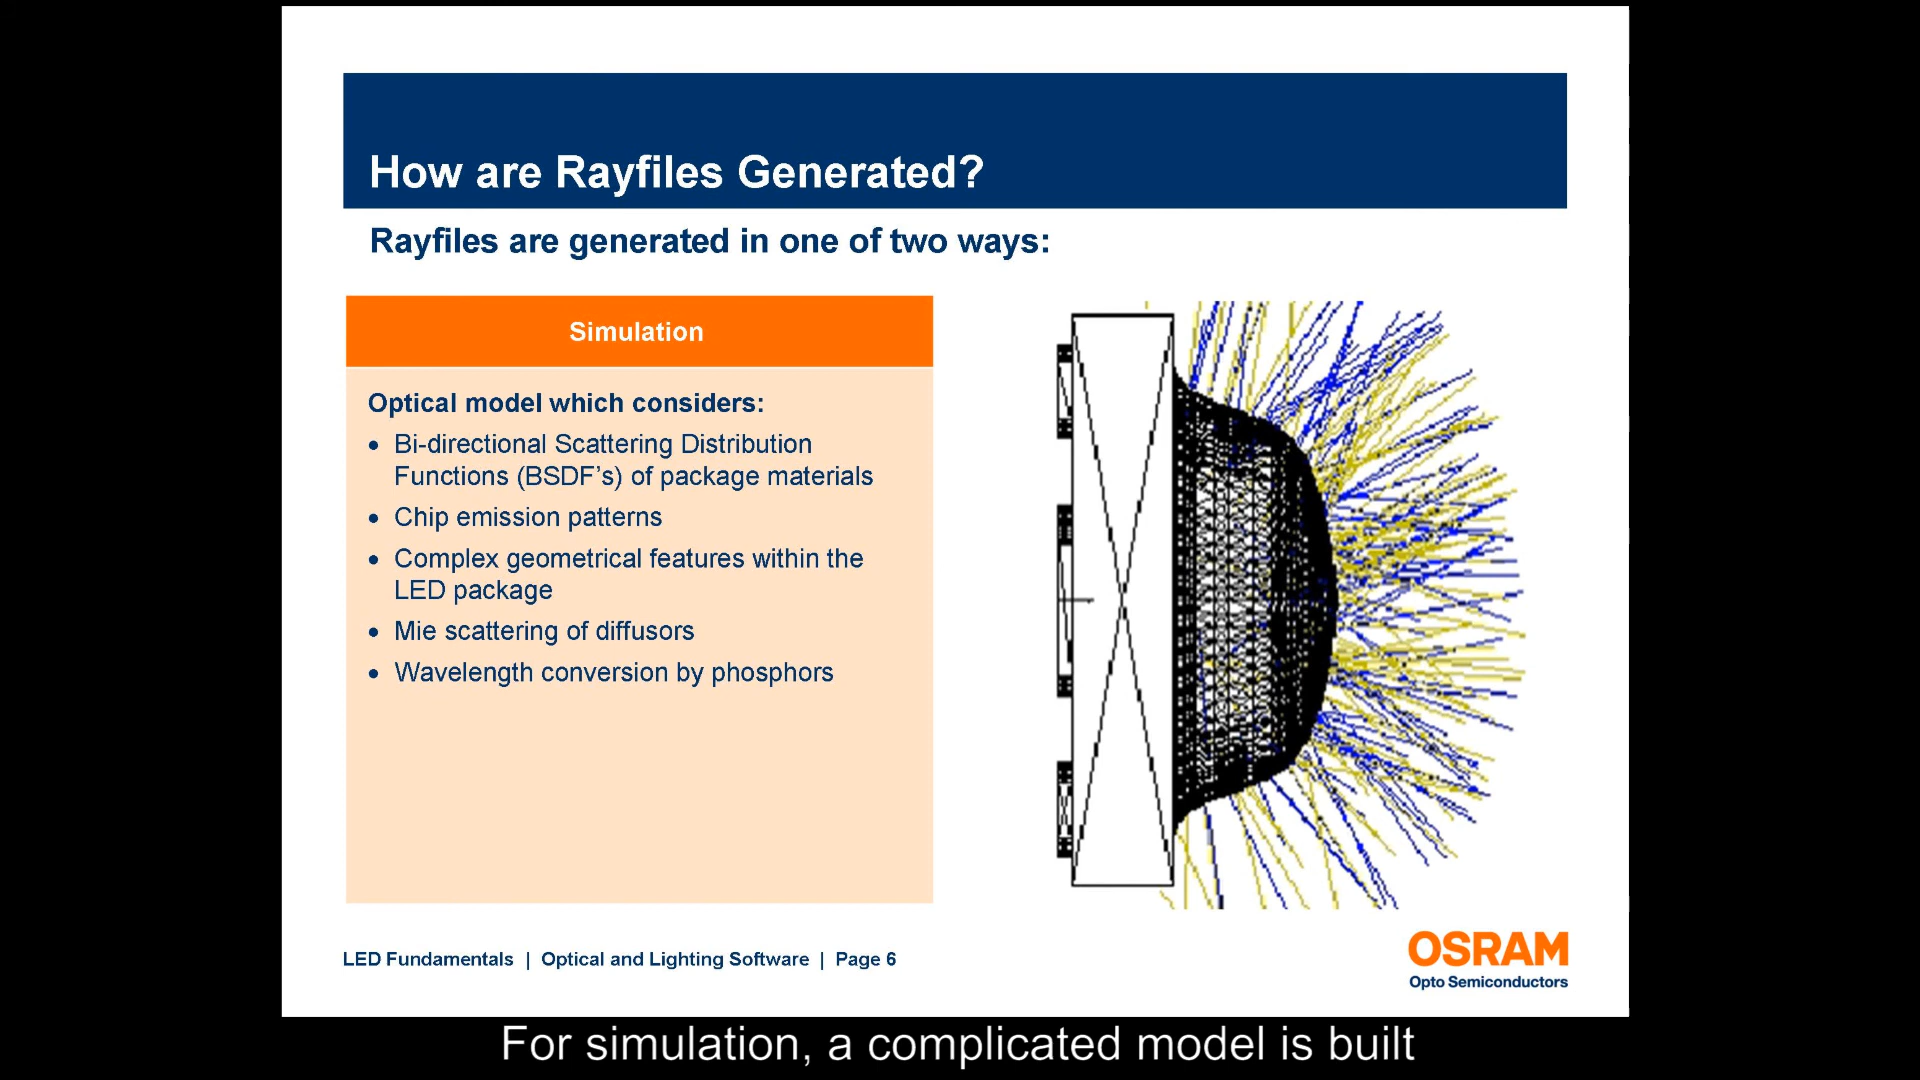 How are Rayfiles Generated?
Rayfiles are generated in one of two ways:
Simulation
Optical model which considers:
• Bi-directional Scattering Distribution
Functions (BSDF’s) of package materials
• Chip emission patterns
• Complex geometrical features within the
LED package
• Mie scattering of diffusors
• Wavelength conversion by phosphors
LED Fundamentals | Optical and Lighting Software | Page 6
OSRAM
Opto Semiconductors
For simulation, a complicated model is built